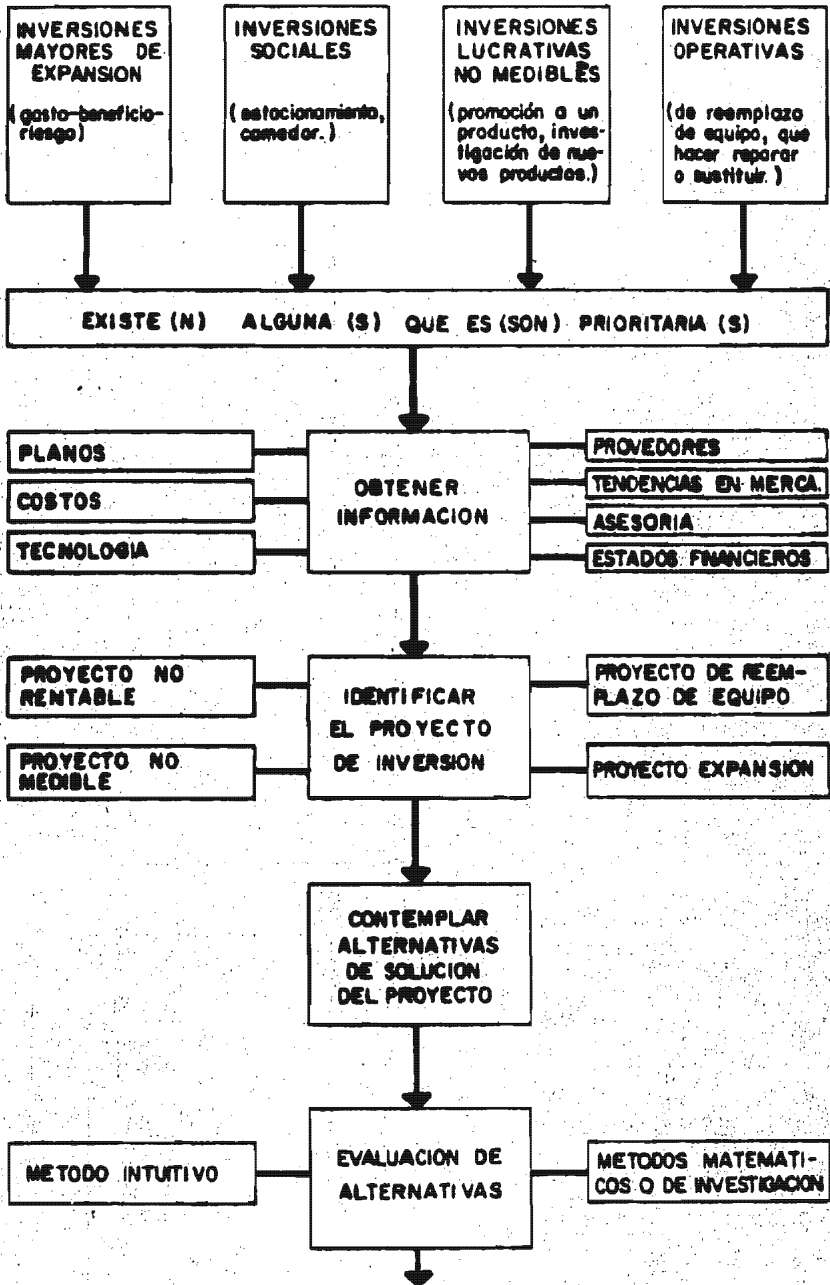 INVERSIONES
MAYORES DE
EXPANSION
(gasto-beneficio-
riesgo)
INVERSIONES
SOCIALES
(estacionamiento,
comedor.)
INVERSIONES
LUCRATIVAS
NO MEDIBLES
(promoción a un
producto, inves-
tigación de nue-
vos productos.)
INVERSIONES
OPERATIVAS
(de reemplazo
de equipo, que
hacer reparar
o sustituir.)
EXISTE (N) ALGUNA (S) QUE ES (SON) PRIORITARIA (S)
PLANOS
COSTOS
TECNOLOGIA
OBTENER
INFORMACION
PROVEDORES
TENDENCIAS EN MERCA.
ASESORIA
ESTADOS FINANCIEROS
PROYECTO NO
RENTABLE
PROYECTO NO
MEDIBLE
IDENTIFICAR
EL PROYECTO
DE INVERSION
PROYECTO DE REEM-
PLAZO DE EQUIPO
PROYECTO EXPANSION
CONTEMPLAR
ALTERNATIVAS
DE SOLUCION
DEL PROYECTO
METODO INTUITIVO
EVALUACION DE
ALTERNATIVAS
METODOS MATEMATI-
COS O DE INVESTIGACION